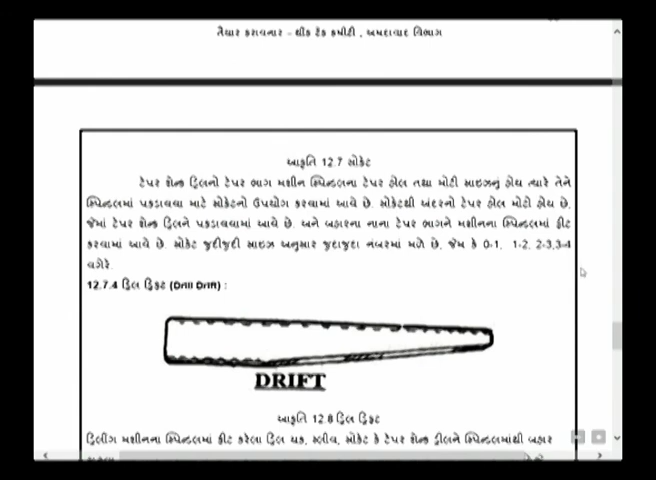 તૈયાર કરાવનાર – થીંક ટેંક કમીટી , અમદાવાદ વિભાગ
આકૃતિ 12.7 સોકેટ
ટેપર શેન્ક ડ્રિલનો ટેપર ભાગ મશીન સ્પિન્ડલના ટેપર હોલ તથા મોટી સાઇઝનું હોય ત્યારે તેને
સ્પિન્ડલમાં પકડાવવા માટે સોકેટનો ઉપયોગ કરવામાં આવે છે. સોકેટથી અંદરનો ટેપર હોલ મોટો હોય છે,
જેમાં ટેપર શેન્ક ડ્રિલને પકડાવવામાં આવે છે. અને બહારના નાના ટેપર ભાગને મશીનના સ્પિન્ડલમાં ફીટ
કરવામાં આવે છે. સોકેટ જુદીજુદી સાઇઝ અનુસાર જુદાજુદા નંબરમાં મળે છે, જેમ કે 0-1, 1-2, 2-3,3-4
વગેરે.
12.7.4 ડ્રિલ ડ્રિફ્ટ (Drill Drift) :
DRIFT
આકૃતિ 12.8 ડ્રિલ ડ્રિફ્ટ
ડ્રિલીંગ મશીનના સ્પિન્ડલમાં ફીટ કરેલા ડ્રિલ ચક, સ્લીવ, સોકેટ કે ટેપર શેન્ક ડ્રીલને સ્પિન્ડલમાંથી બહાર